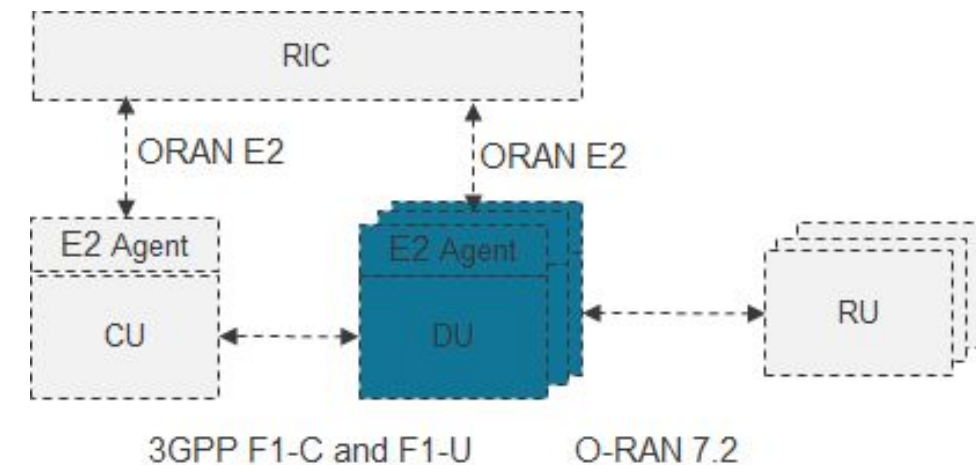 RIC
ORAN E2
ORAN E2
E2 Agent
E2 Agent
CU
DU
RU
3GPP F1-C and F1-U
O-RAN 7.2